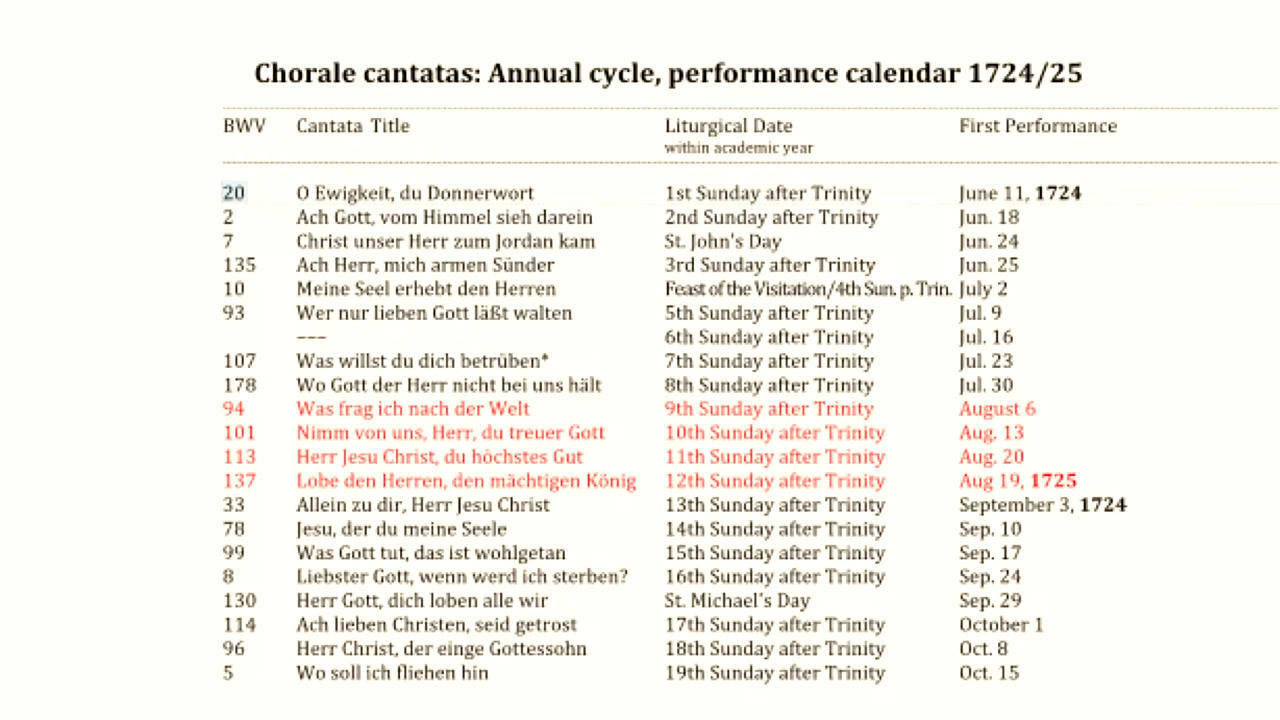 Chorale cantatas: Annual cycle, performance calendar 1724/25
BWV Cantata Title Liturgical Date First Performance
within academic year
20 O Ewigkeit, du Donnerwort 1st Sunday after Trinity June 11, 1724
2 Ach Gott, vom Himmel sieh darein 2nd Sunday after Trinity Jun. 18
7 Christ unser Herr zum Jordan kam St. John's Day Jun. 24
135 Ach Herr, mich armen Sünder 3rd Sunday after Trinity Jun. 25
10 Meine Seel erhebt den Herren Feast of the Visitation/4th Sun. p. Trin. July 2
93 Wer nur lieben Gott läßt walten 5th Sunday after Trinity Jul. 9
––– 6th Sunday after Trinity Jul. 16
107 Was willst du dich betrüben* 7th Sunday after Trinity Jul. 23
178 Wo Gott der Herr nicht bei uns hält 8th Sunday after Trinity Jul. 30
94 Was frag ich nach der Welt 9th Sunday after Trinity August 6
101 Nimm von uns, Herr, du treuer Gott 10th Sunday after Trinity Aug. 13
113 Herr Jesu Christ, du höchstes Gut 11th Sunday after Trinity Aug. 20
137 Lobe den Herren, den mächtigen König 12th Sunday after Trinity Aug 19, 1725
33 Allein zu dir, Herr Jesu Christ 13th Sunday after Trinity September 3, 1724
78 Jesu, der du meine Seele 14th Sunday after Trinity Sep. 10
99 Was Gott tut, das ist wohlgetan 15th Sunday after Trinity Sep. 17
8 Liebster Gott, wenn werd ich sterben? 16th Sunday after Trinity Sep. 24
130 Herr Gott, dich loben alle wir St. Michael's Day Sep. 29
114 Ach lieben Christen, seid getrost 17th Sunday after Trinity October 1
96 Herr Christ, der einge Gottessohn 18th Sunday after Trinity Oct. 8
5 Wo soll ich fliehen hin 19th Sunday after Trinity Oct. 15